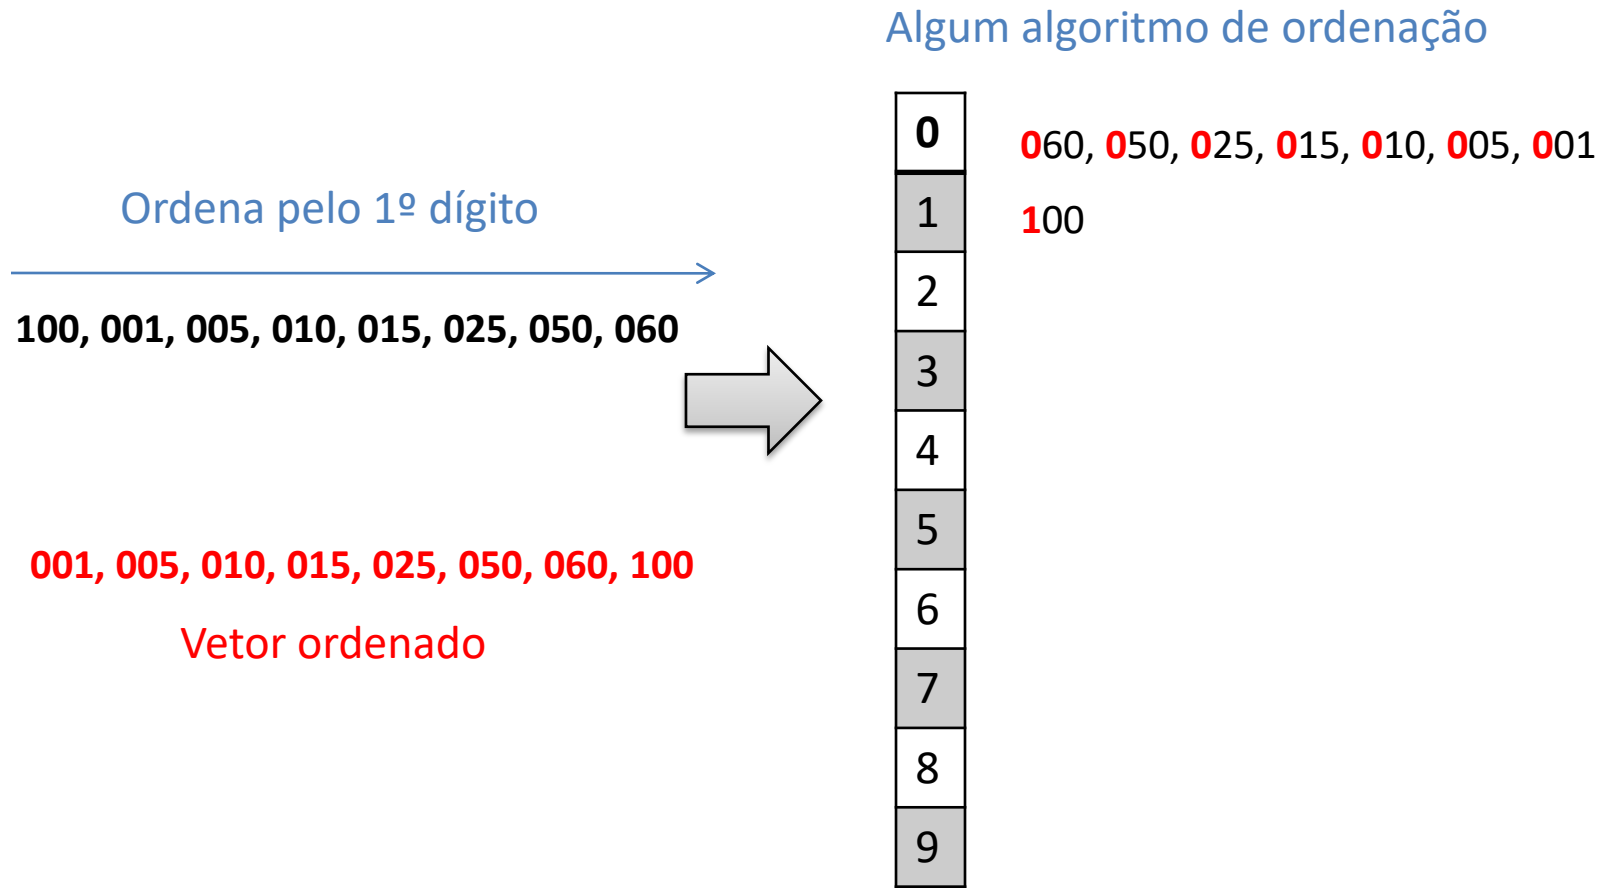 Algum algoritmo de ordenação
Ordena pelo 1º dígito
100, 001, 005, 010, 015, 025, 050, 060
001, 005, 010, 015, 025, 050, 060, 100
Vetor ordenado
0 060, 050, 025, 015, 010, 005, 001
1 100
2
3
4
5
6
7
8
9